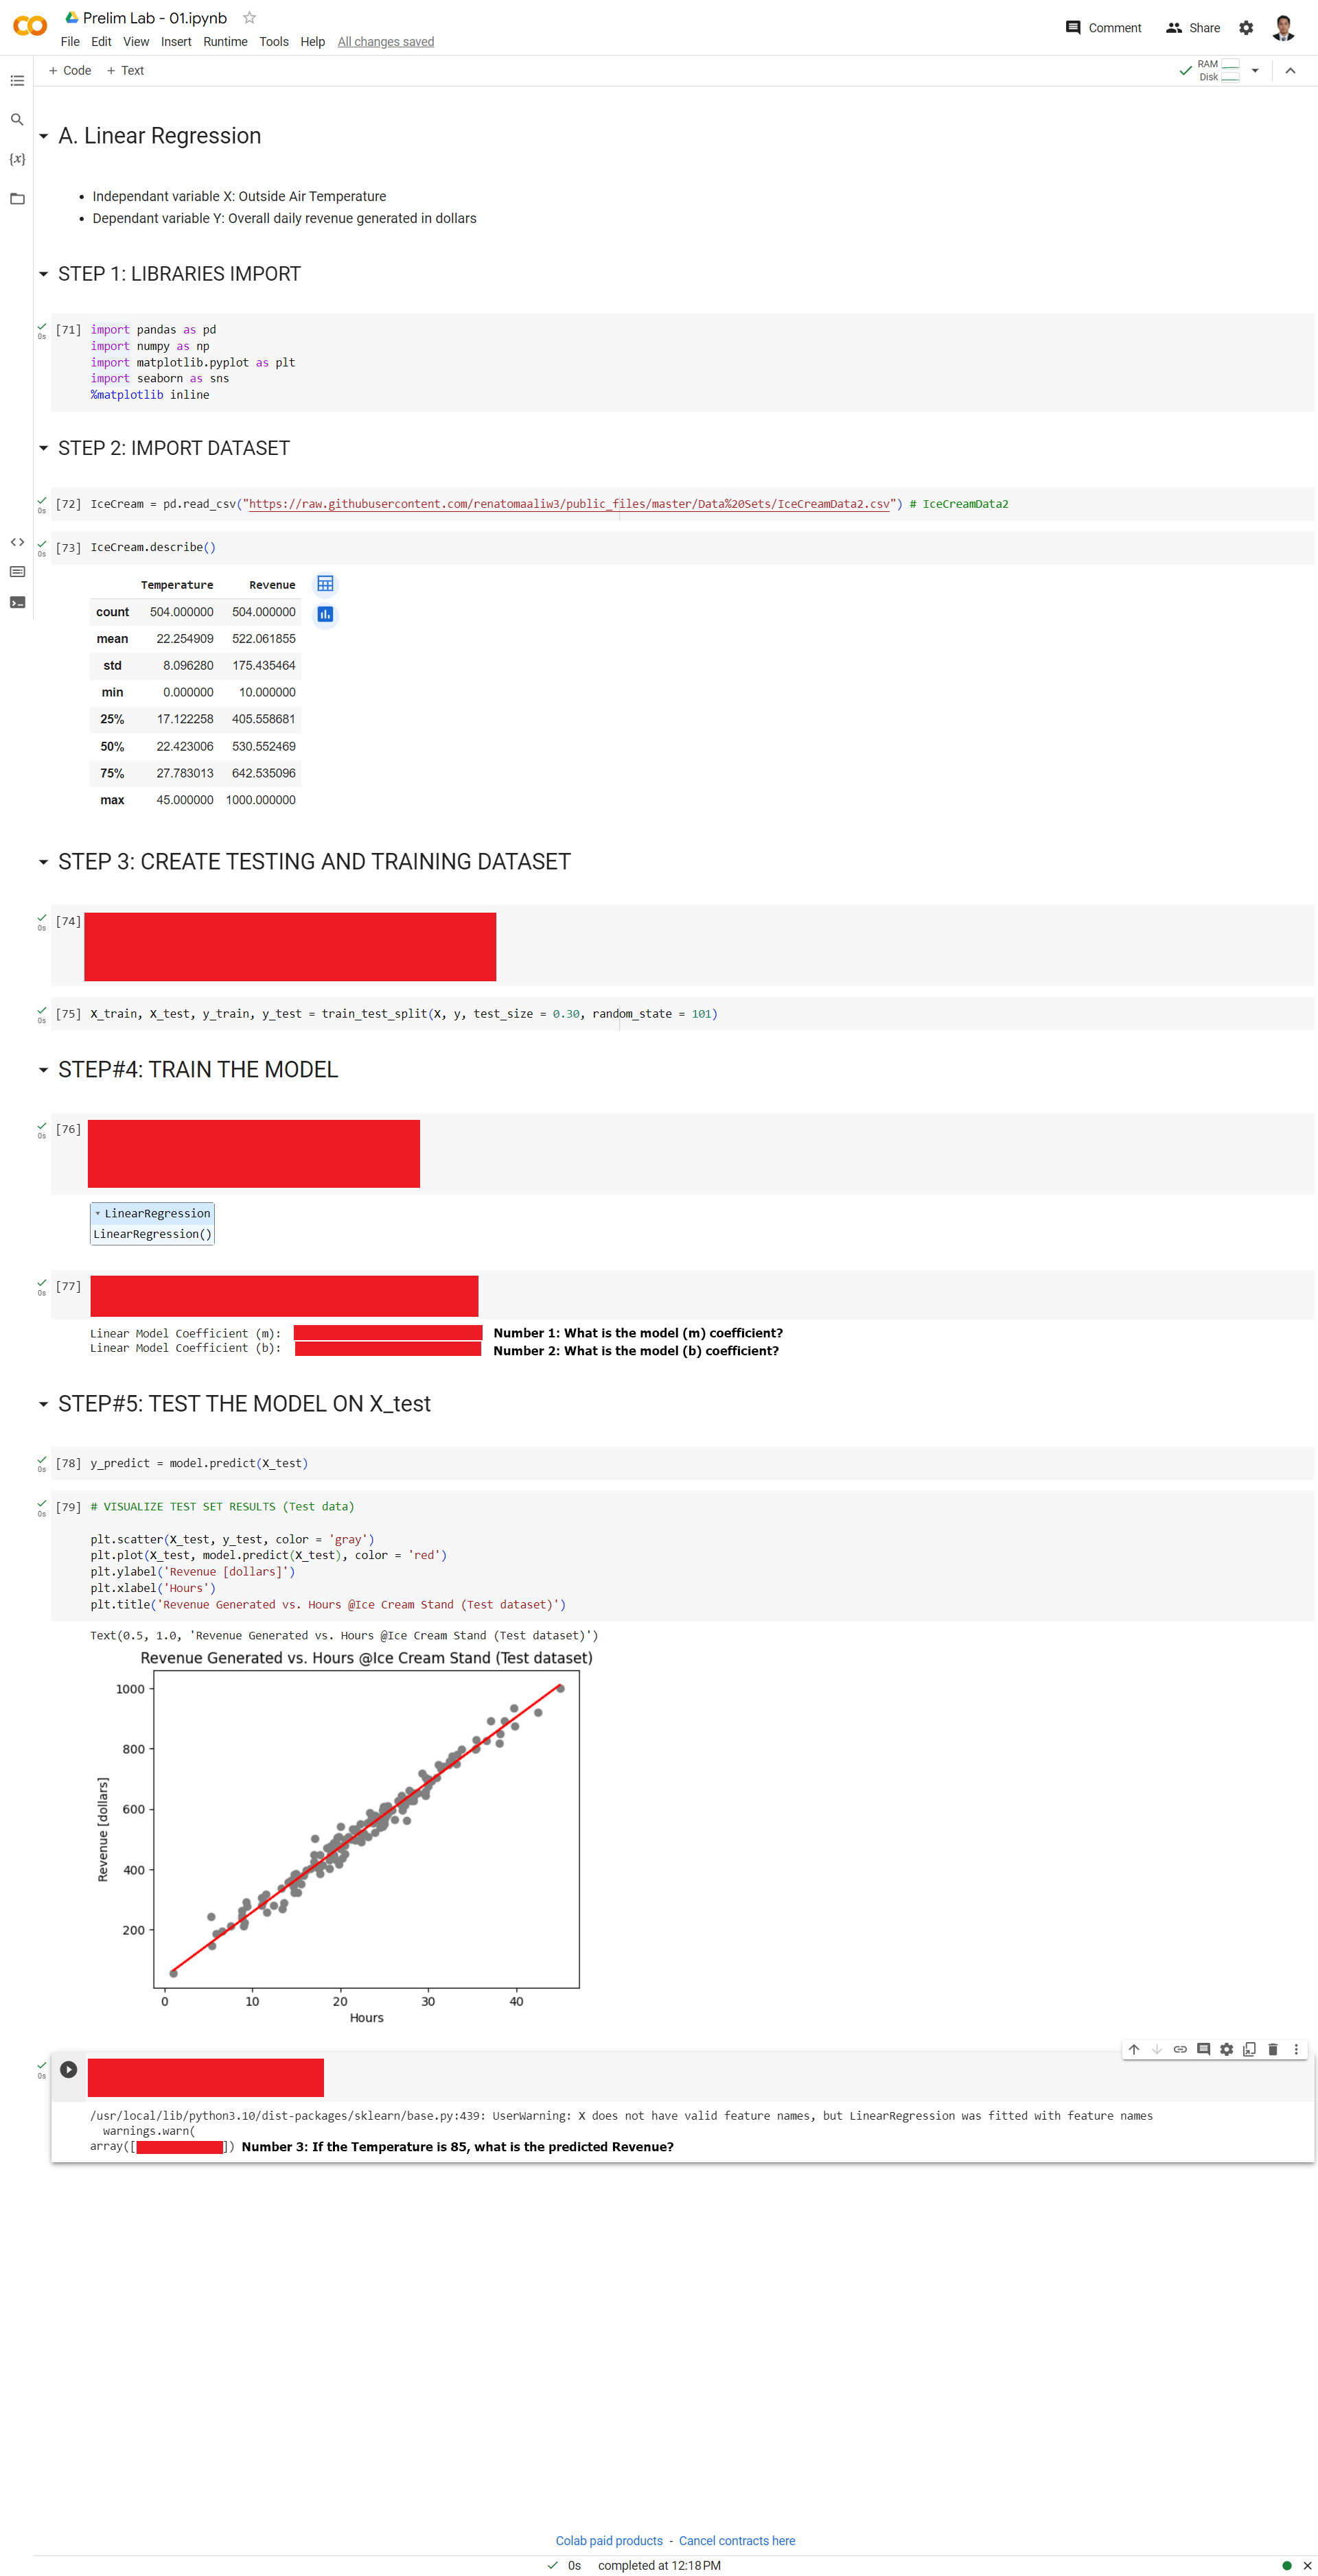 Prelim Lab - 01.ipynb
File Edit View Insert Runtime Tools Help All changes saved
Comment Share
+ Code + Text
RAM
Disk
A. Linear Regression
• Independant variable X: Outside Air Temperature
• Dependant variable Y: Overall daily revenue generated in dollars
STEP 1: LIBRARIES IMPORT
0s
[71] import pandas as pd
import numpy as np
import matplotlib.pyplot as plt
import seaborn as sns
%matplotlib inline
STEP 2: IMPORT DATASET
0s
[72] IceCream = pd.read_csv("https://raw.githubusercontent.com/renatomaaliw3/public_files/master/Data%20Sets/IceCreamData2.csv") # IceCreamData2
0s
[73] IceCream.describe()
Temperature Revenue
count 504.000000 504.000000
mean 22.254909 522.061855
std 8.096280 175.435464
min 0.000000 10.000000
25% 17.122258 405.558681
50% 22.423006 530.552469
75% 27.783013 642.535096
max 45.000000 1000.000000
STEP 3: CREATE TESTING AND TRAINING DATASET
0s
[74]
0s
[75] X_train, X_test, y_train, y_test = train_test_split(X, y, test_size = 0.30, random_state = 101)
STEP#4: TRAIN THE MODEL
0s
[76]
LinearRegression
LinearRegression()
0s
[77]
Linear Model Coefficient (m): Number 1: What is the model (m) coefficient?
Linear Model Coefficient (b): Number 2: What is the model (b) coefficient?
STEP#5: TEST THE MODEL ON X_test
0s
[78] y_predict = model.predict(X_test)
0s
[79] # VISUALIZE TEST SET RESULTS (Test data)
plt.scatter(X_test, y_test, color = 'gray')
plt.plot(X_test, model.predict(X_test), color = 'red')
plt.ylabel('Revenue [dollars]')
plt.xlabel('Hours')
plt.title('Revenue Generated vs. Hours @Ice Cream Stand (Test dataset)')
Text(0.5, 1.0, 'Revenue Generated vs. Hours @Ice Cream Stand (Test dataset)')
Revenue Generated vs. Hours @Ice Cream Stand (Test dataset)
1000
800
600
400
200
Revenue [dollars]
0 10 20 30 40
Hours
0s
/usr/local/lib/python3.10/dist-packages/sklearn/base.py:439: UserWarning: X does not have valid feature names, but LinearRegression was fitted with feature names
warnings.warn(
array([ ]) Number 3: If the Temperature is 85, what is the predicted Revenue?
Colab paid products - Cancel contracts here
0s completed at 12:18 PM